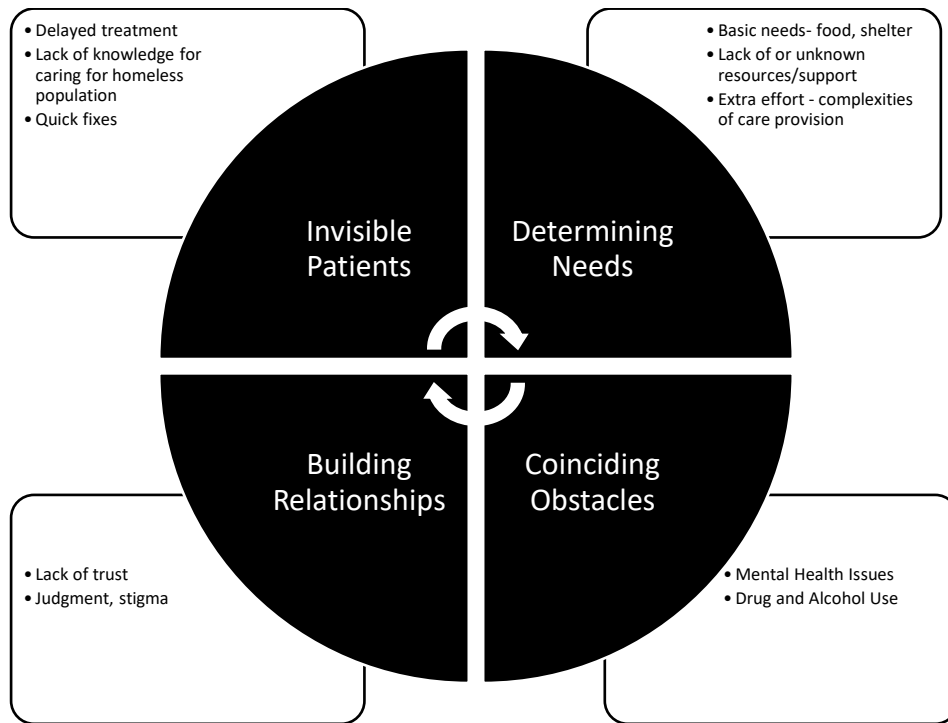 • Delayed treatment
• Lack of knowledge for
caring for homeless
population
• Quick fixes
• Basic needs- food, shelter
• Lack of or unknown
resources/support
• Extra effort - complexities
of care provision
Invisible
Patients
Determining
Needs
Building
Relationships
Coinciding
Obstacles
• Lack of trust
• Judgment, stigma
• Mental Health Issues
• Drug and Alcohol Use